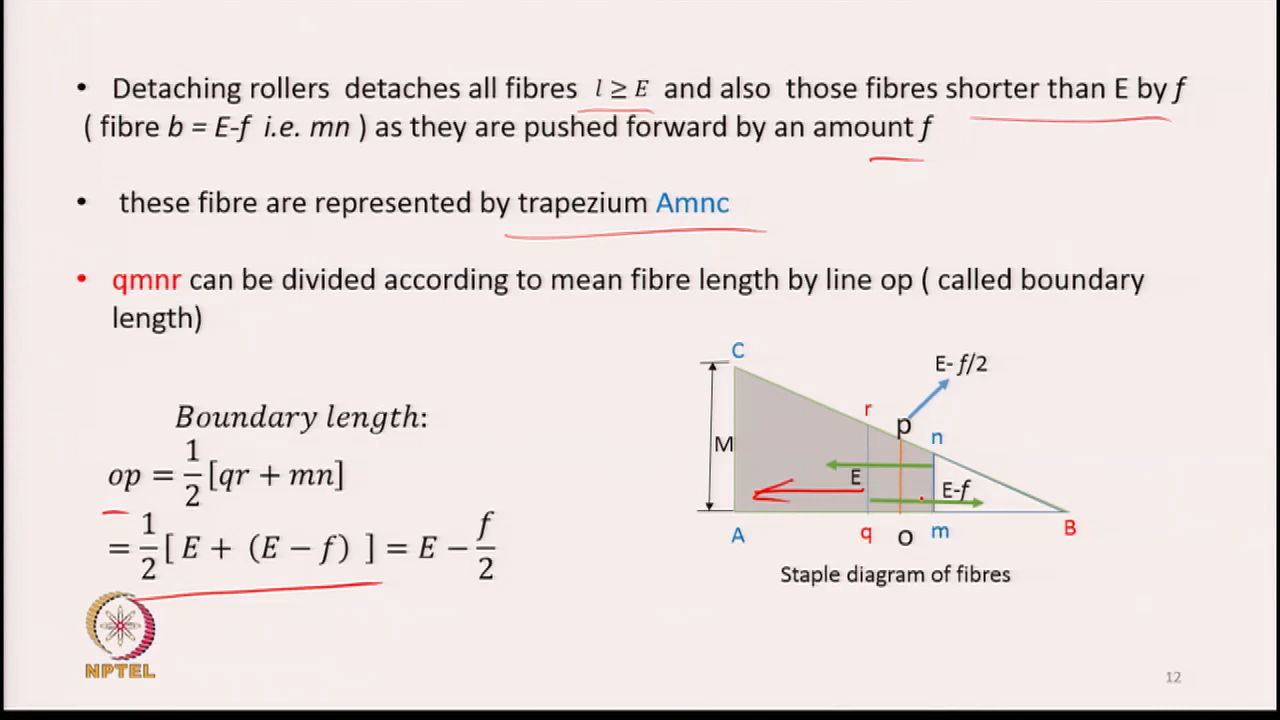 • Detaching rollers detaches all fibres l ≥ E and also those fibres shorter than E by f
( fibre b = E-f i.e. mn ) as they are pushed forward by an amount f
• these fibre are represented by trapezium Amnc
• qmnr can be divided according to mean fibre length by line op ( called boundary
length)
Boundary length:
op = 1/2 [qr + mn]
= 1/2 [ E + (E − f) ] = E − f/2
C
E- f/2
r
p
n
M
E
E-f
A
q
o
m
B
Staple diagram of fibres
NPTEL
12